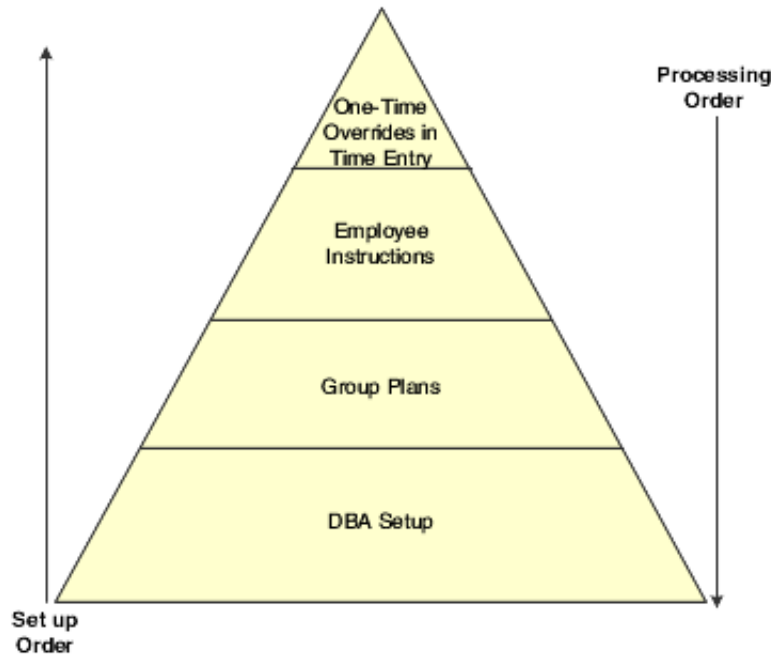 Processing
Order
One-Time
Overrides in
Time Entry
Employee
Instructions
Group Plans
DBA Setup
Set up
Order